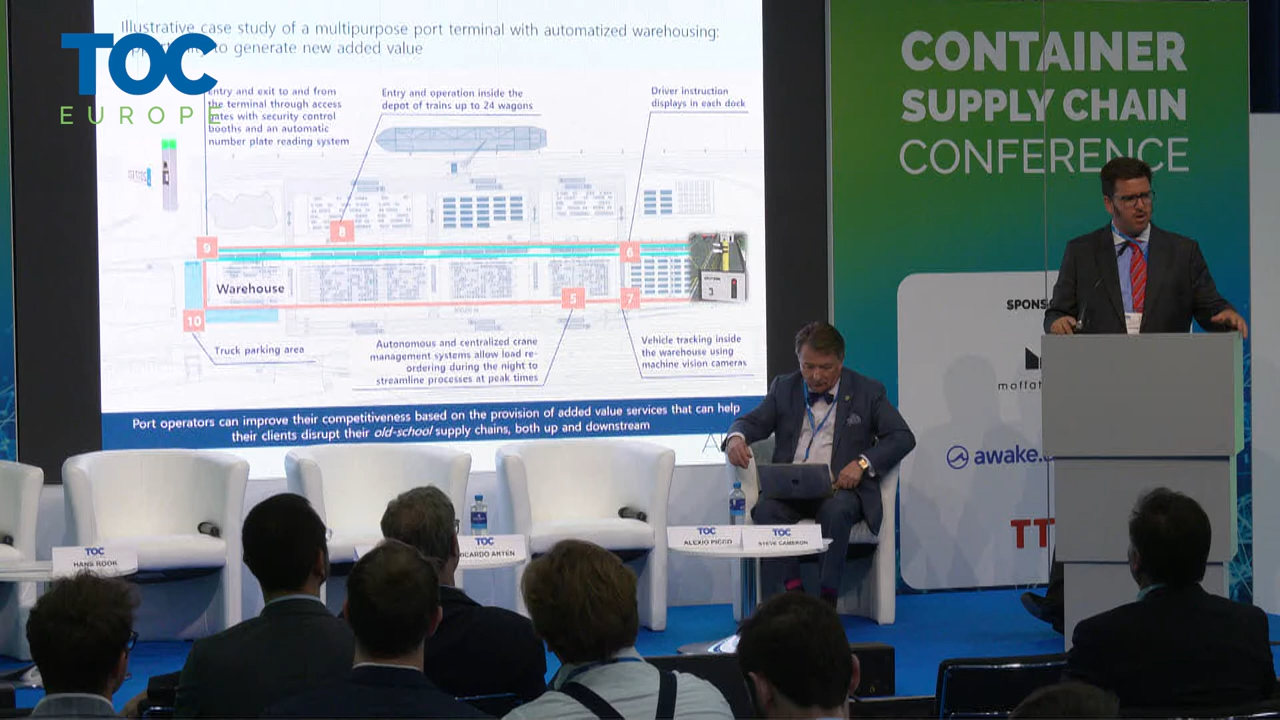 Illustrative case study of a multipurpose port terminal with automatized warehousing:
to generate new added value
TOC
EUROPE
Entry and exit to and from
the terminal through access
gates with security control
booths and an automatic
number plate reading system
Entry and operation inside the
depot of trains up to 24 wagons
Driver instruction
displays in each dock
8
9
6
Warehouse
5
7
3
10
Truck parking area
Autonomous and centralized crane
management systems allow load re-
ordering during the night to
streamline processes at peak times
Vehicle tracking inside
the warehouse using
machine vision cameras
Port operators can improve their competitiveness based on the provision of added value services that can help
their clients disrupt their old-school supply chains, both up and downstream
CONTAINER
SUPPLY CHAIN
CONFERENCE
SPONS
moffat
awake.
TT
TOC
HANS ROOK
TOC
RICARDO ARTEN
TOC
ALEXIO PICCO
TOC
STEVE CAMERON